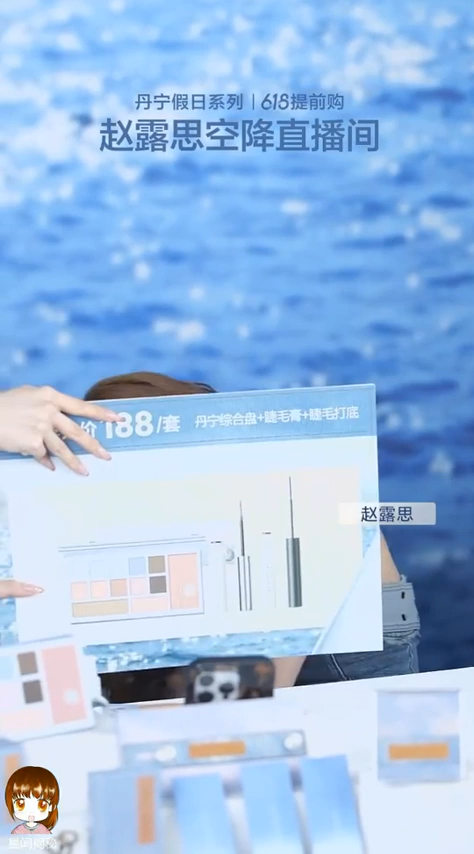 丹宁假日系列 | 618提前购
赵露思空降直播间
价 188/套 丹宁综合盘+睫毛膏+睫毛打底
赵露思